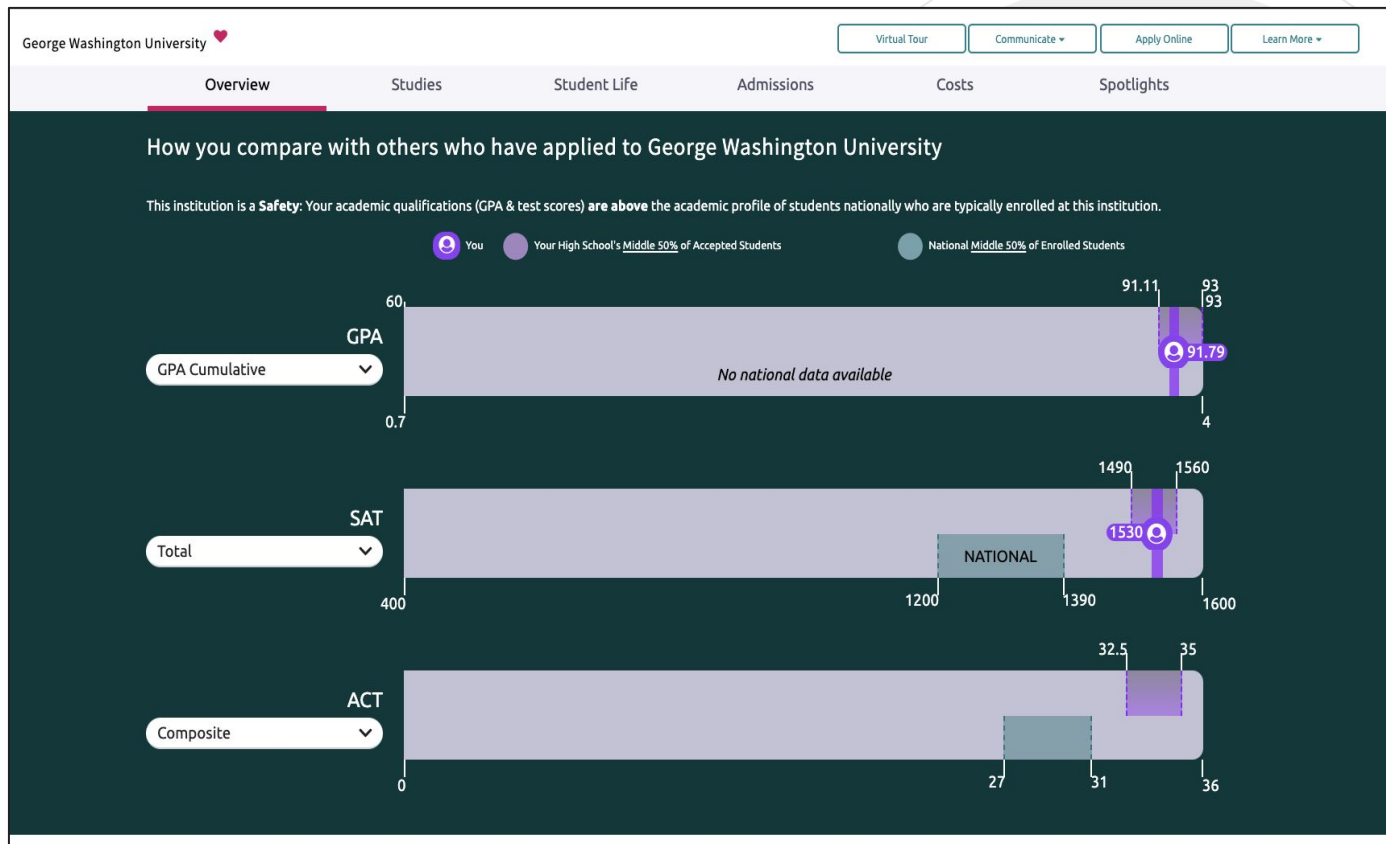 George Washington University
Virtual Tour
Communicate
Apply Online
Learn More
Overview
Studies
Student Life
Admissions
Costs
Spotlights
How you compare with others who have applied to George Washington University
This institution is a Safety: Your academic qualifications (GPA & test scores) are above the academic profile of students nationally who are typically enrolled at this institution.
You
Your High School's Middle 50% of Accepted Students
National Middle 50% of Enrolled Students
60
91.11
93
93
GPA
GPA Cumulative
91.79
No national data available
0.7
4
1490
1560
SAT
Total
1530
NATIONAL
400
1200
1390
1600
32.5
35
ACT
Composite
0
27
31
36